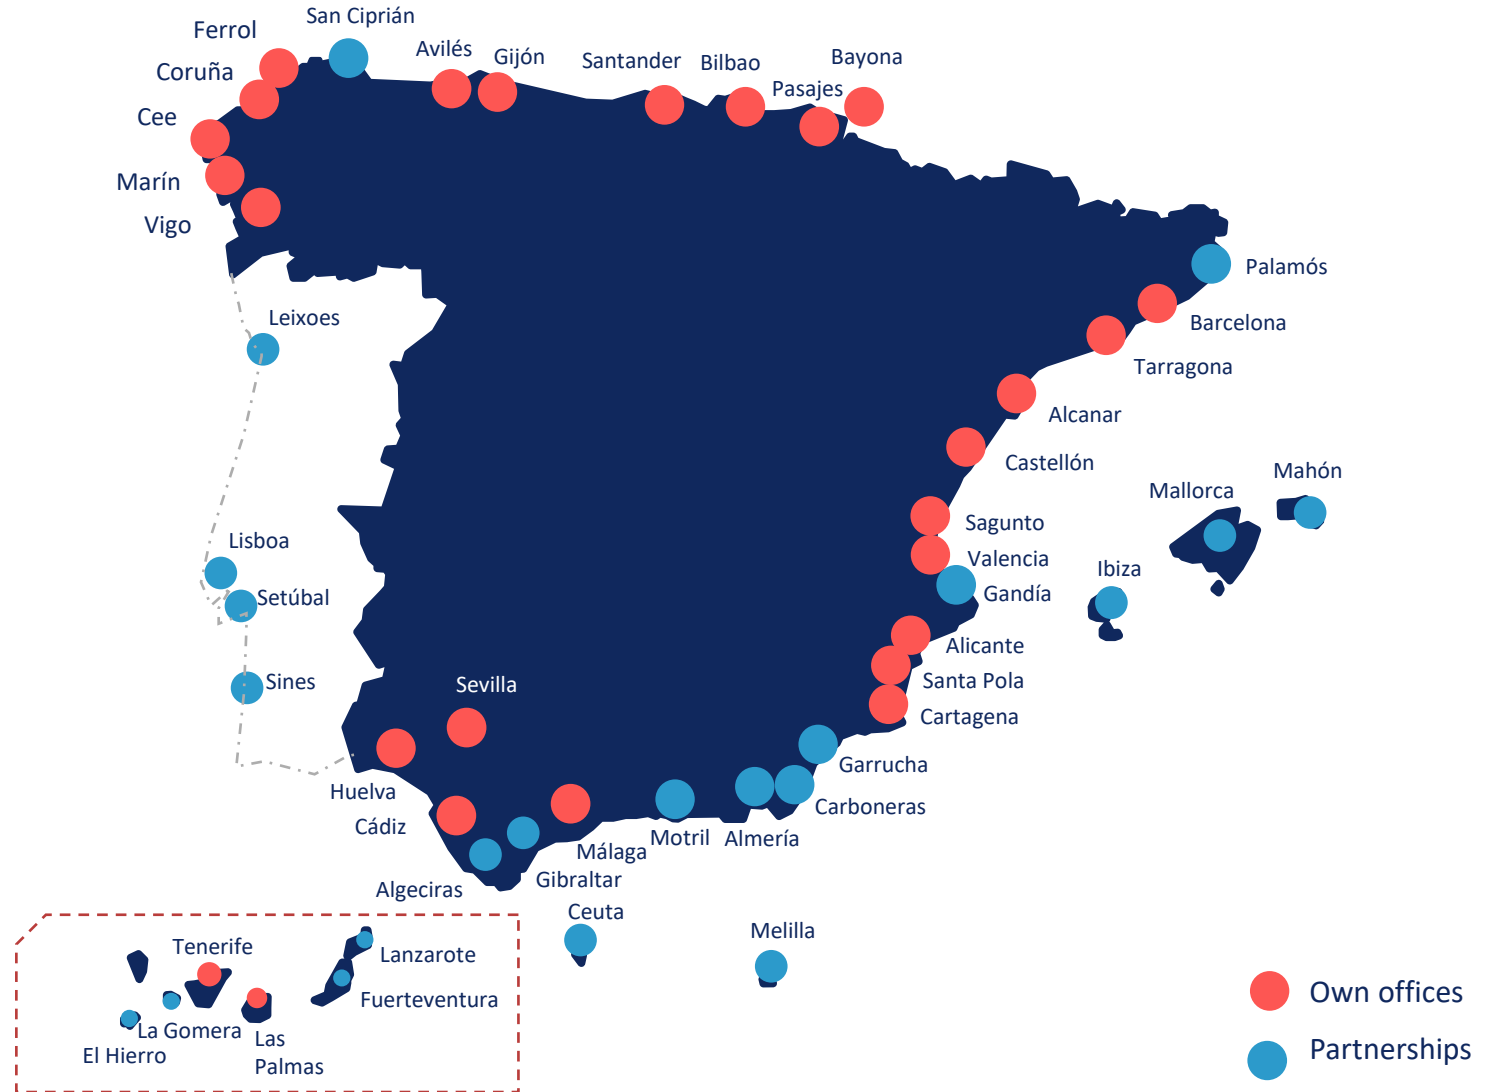 San Ciprián
Ferrol
Avilés
Gijón
Santander
Bilbao
Bayona
Coruña
Pasajes
Cee
Marín
Vigo
Palamós
Leixoes
Barcelona
Tarragona
Alcanar
Castellón
Mahón
Mallorca
Sagunto
Lisboa
Valencia
Ibiza
Setúbal
Gandía
Alicante
Sines
Santa Pola
Sevilla
Cartagena
Garrucha
Huelva
Carboneras
Cádiz
Motril
Almería
Málaga
Gibraltar
Algeciras
Ceuta
Melilla
Tenerife
Lanzarote
Fuerteventura
La Gomera
Las
Palmas
El Hierro
Own offices
Partnerships